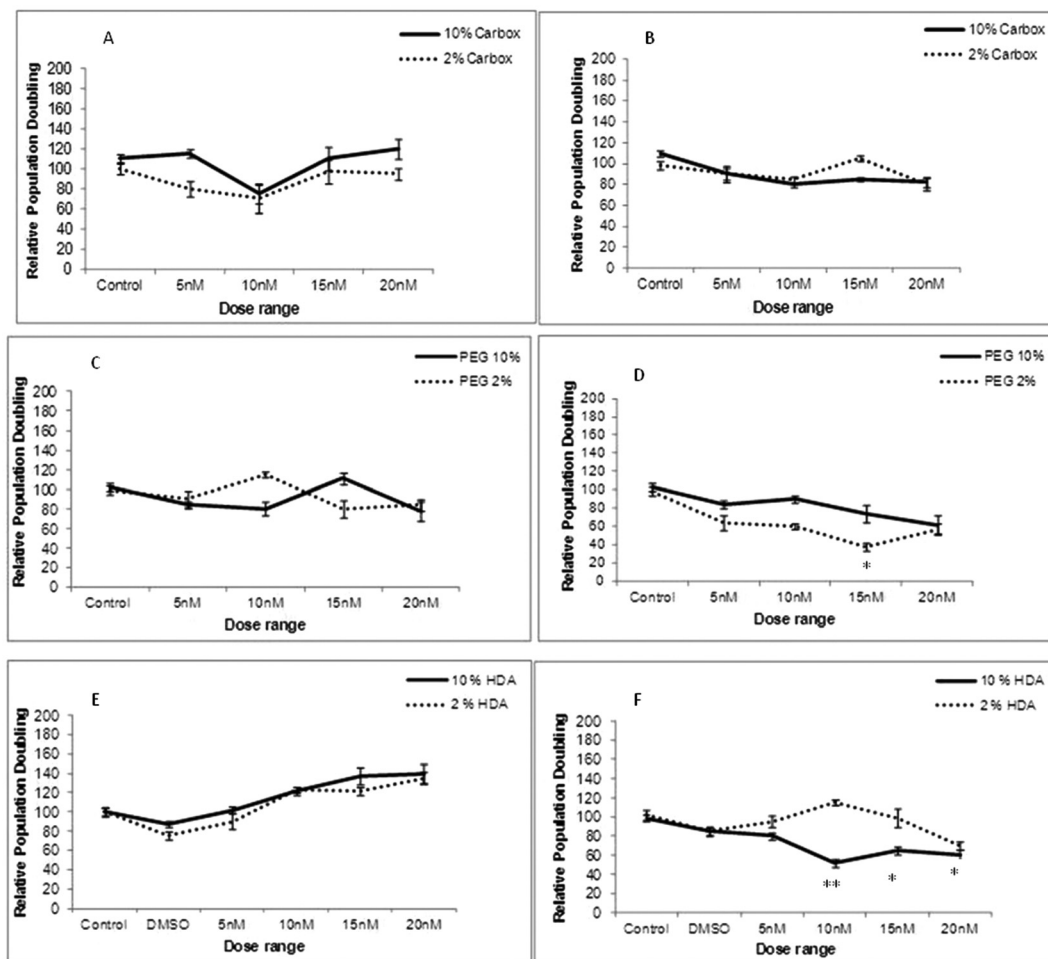 A
10% Carbox
2% Carbox
Relative Population Doubling
200
180
160
140
120
100
80
60
40
20
0
Control 5nM 10nM 15nM 20nM
Dose range
B
10% Carbox
2% Carbox
Relative Population Doubling
200
180
160
140
120
100
80
60
40
20
0
Control 5nM 10nM 15nM 20nM
Dose range
C
PEG 10%
PEG 2%
Relative Population Doubling
200
180
160
140
120
100
80
60
40
20
0
Control 5nM 10nM 15nM 20nM
Dose range
D
PEG 10%
PEG 2%
Relative Population Doubling
200
180
160
140
120
100
80
60
40
20
0
*
Control 5nM 10nM 15nM 20nM
Dose range
E
10 % HDA
2 % HDA
Relative Population Doubling
200
180
160
140
120
100
80
60
40
20
0
Control DMSO 5nM 10nM 15nM 20nM
Dose range
F
10 % HDA
2 % HDA
Relative Population Doubling
200
180
160
140
120
100
80
60
40
20
0
** * *
Control DMSO 5nM 10nM 15nM 20nM
Dose range